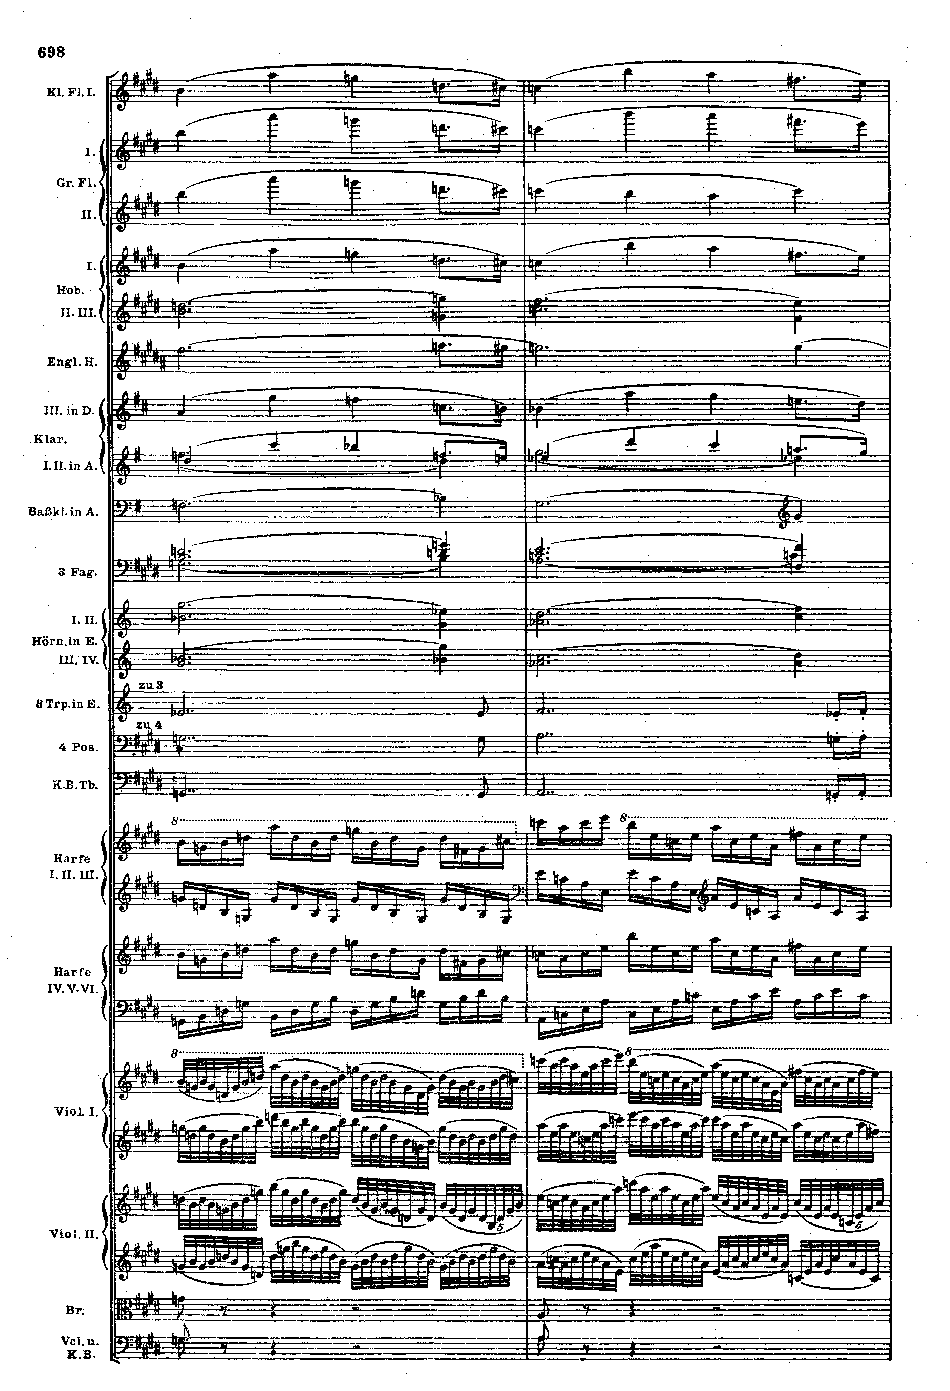 698
Kl. Fl. I.
I.
Gr. Fl.
II.
I.
Hob.
II. III.
Engl. H.
III. in D.
Klar.
I. II. in A.
Baßkl. in A.
3 Fag.
I. II.
Hörn. in E.
III. IV.
zu 3
3 Trp. in E.
zu 4
4 Pos.
K. B. Tb.
8 8
Harfe
I. II. III.
Harfe
IV. V. VI.
8 8
Viol. I.
Viol. II.
5 5
Br.
Vcl. u.
K. B.